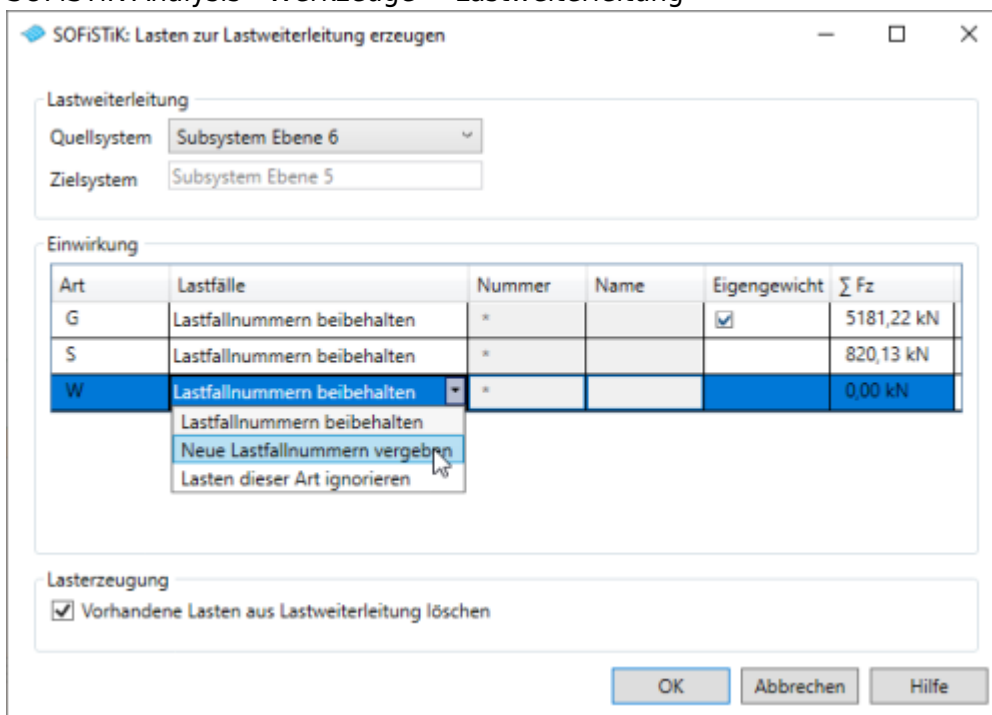 SOFiSTiK: Lasten zur Lastweiterleitung erzeugen
Lastweiterleitung
Quellsystem Subsystem Ebene 6
Zielsystem Subsystem Ebene 5
Einwirkung
Art Lastfälle Nummer Name Eigengewicht ∑ Fz
G Lastfallnummern beibehalten * 5181,22 kN
S Lastfallnummern beibehalten * 820,13 kN
W Lastfallnummern beibehalten * 0,00 kN
Lastfallnummern beibehalten
Neue Lastfallnummern vergeben
Lasten dieser Art ignorieren
Lasterzeugung
Vorhandene Lasten aus Lastweiterleitung löschen
OK Abbrechen Hilfe